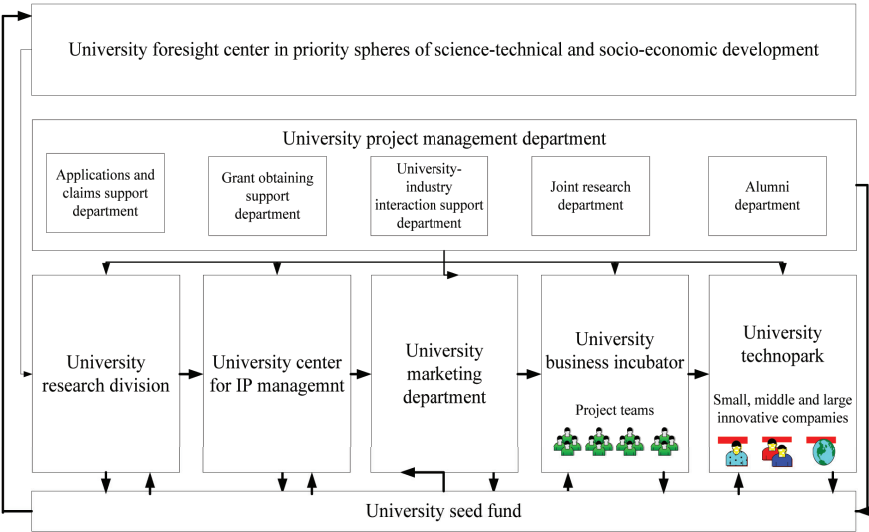 University foresight center in priority spheres of science-technical and socio-economic development
University project management department
Applications and
claims support
department
Grant obtaining
support
department
University-
industry
interaction support
department
Joint research
department
Alumni
department
University
research division
University center
for IP managemnt
University
marketing
department
University
business incubator
Project teams
University
technopark
Small, middle and large
innovative compamies
University seed fund